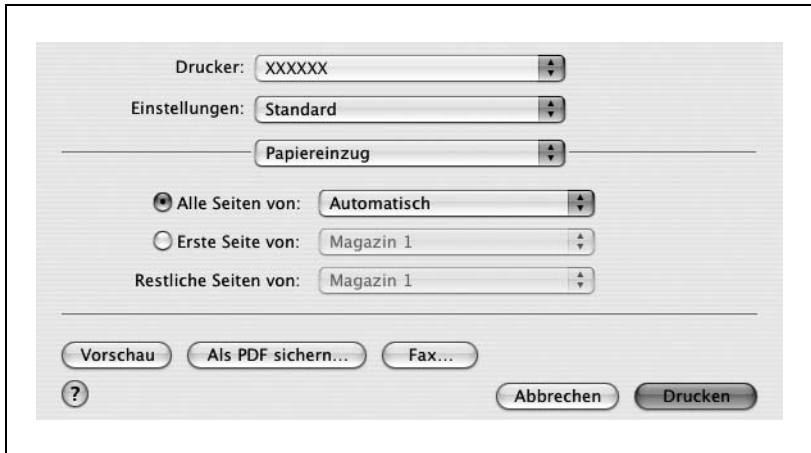 Drucker: XXXXXX
Einstellungen: Standard
Papiereinzug
Alle Seiten von: Automatisch
Erste Seite von: Magazin 1
Restliche Seiten von: Magazin 1
Vorschau Als PDF sichern... Fax...
? Abbrechen Drucken